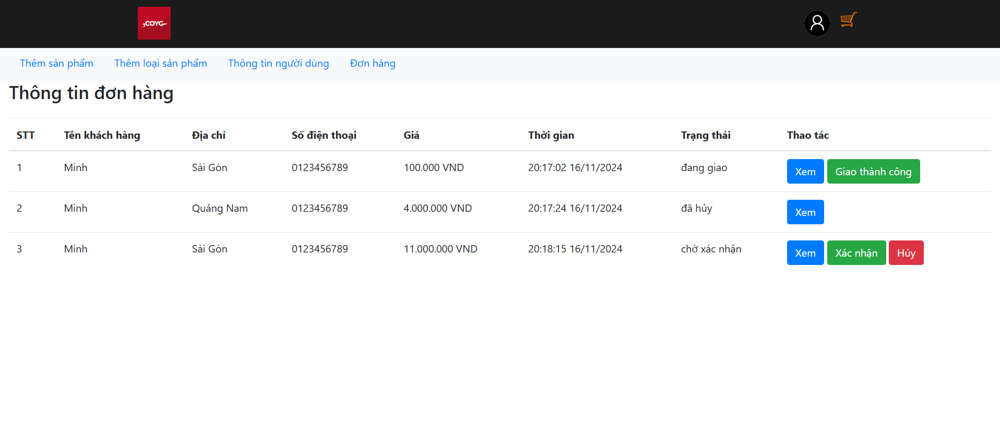 COYG
Thêm sản phẩm Thêm loại sản phẩm Thông tin người dùng Đơn hàng
Thông tin đơn hàng
STT Tên khách hàng Địa chỉ Số điện thoại Giá Thời gian Trạng thái Thao tác
1 Minh Sài Gòn 0123456789 100.000 VND 20:17:02 16/11/2024 đang giao Xem Giao thành công
2 Minh Quảng Nam 0123456789 4.000.000 VND 20:17:24 16/11/2024 đã hủy Xem
3 Minh Sài Gòn 0123456789 11.000.000 VND 20:18:15 16/11/2024 chờ xác nhận Xem Xác nhận Hủy